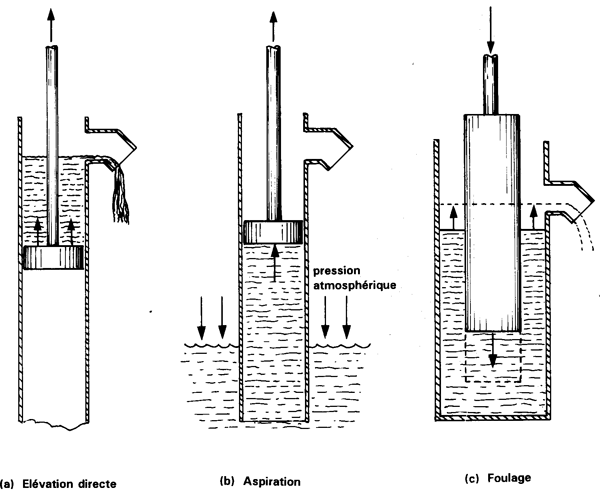 pression
atmosphérique
(a) Elévation directe
(b) Aspiration
(c) Foulage